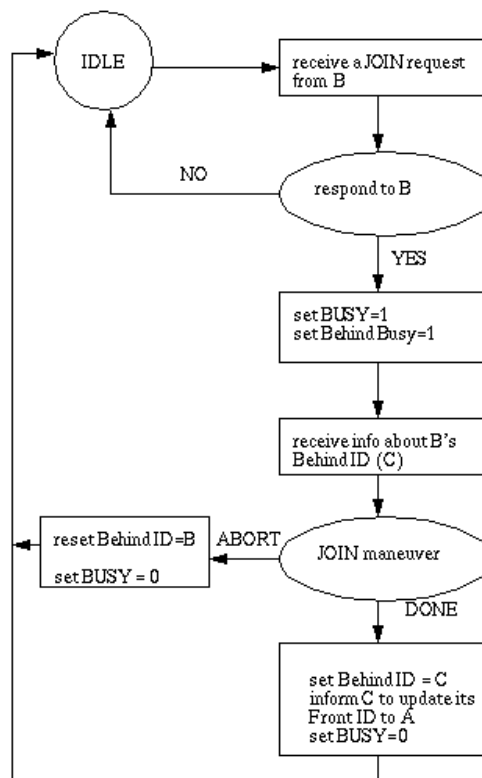 IDLE
receive a JOIN request
from B
NO
respond to B
YES
set BUSY=1
set Behind Busy=1
receive info about B's
Behind ID (C)
ABORT
reset Behind ID=B
set BUSY = 0
JOIN maneuver
DONE
set Behind ID = C
inform C to update its
Front ID to A
set BUSY=0